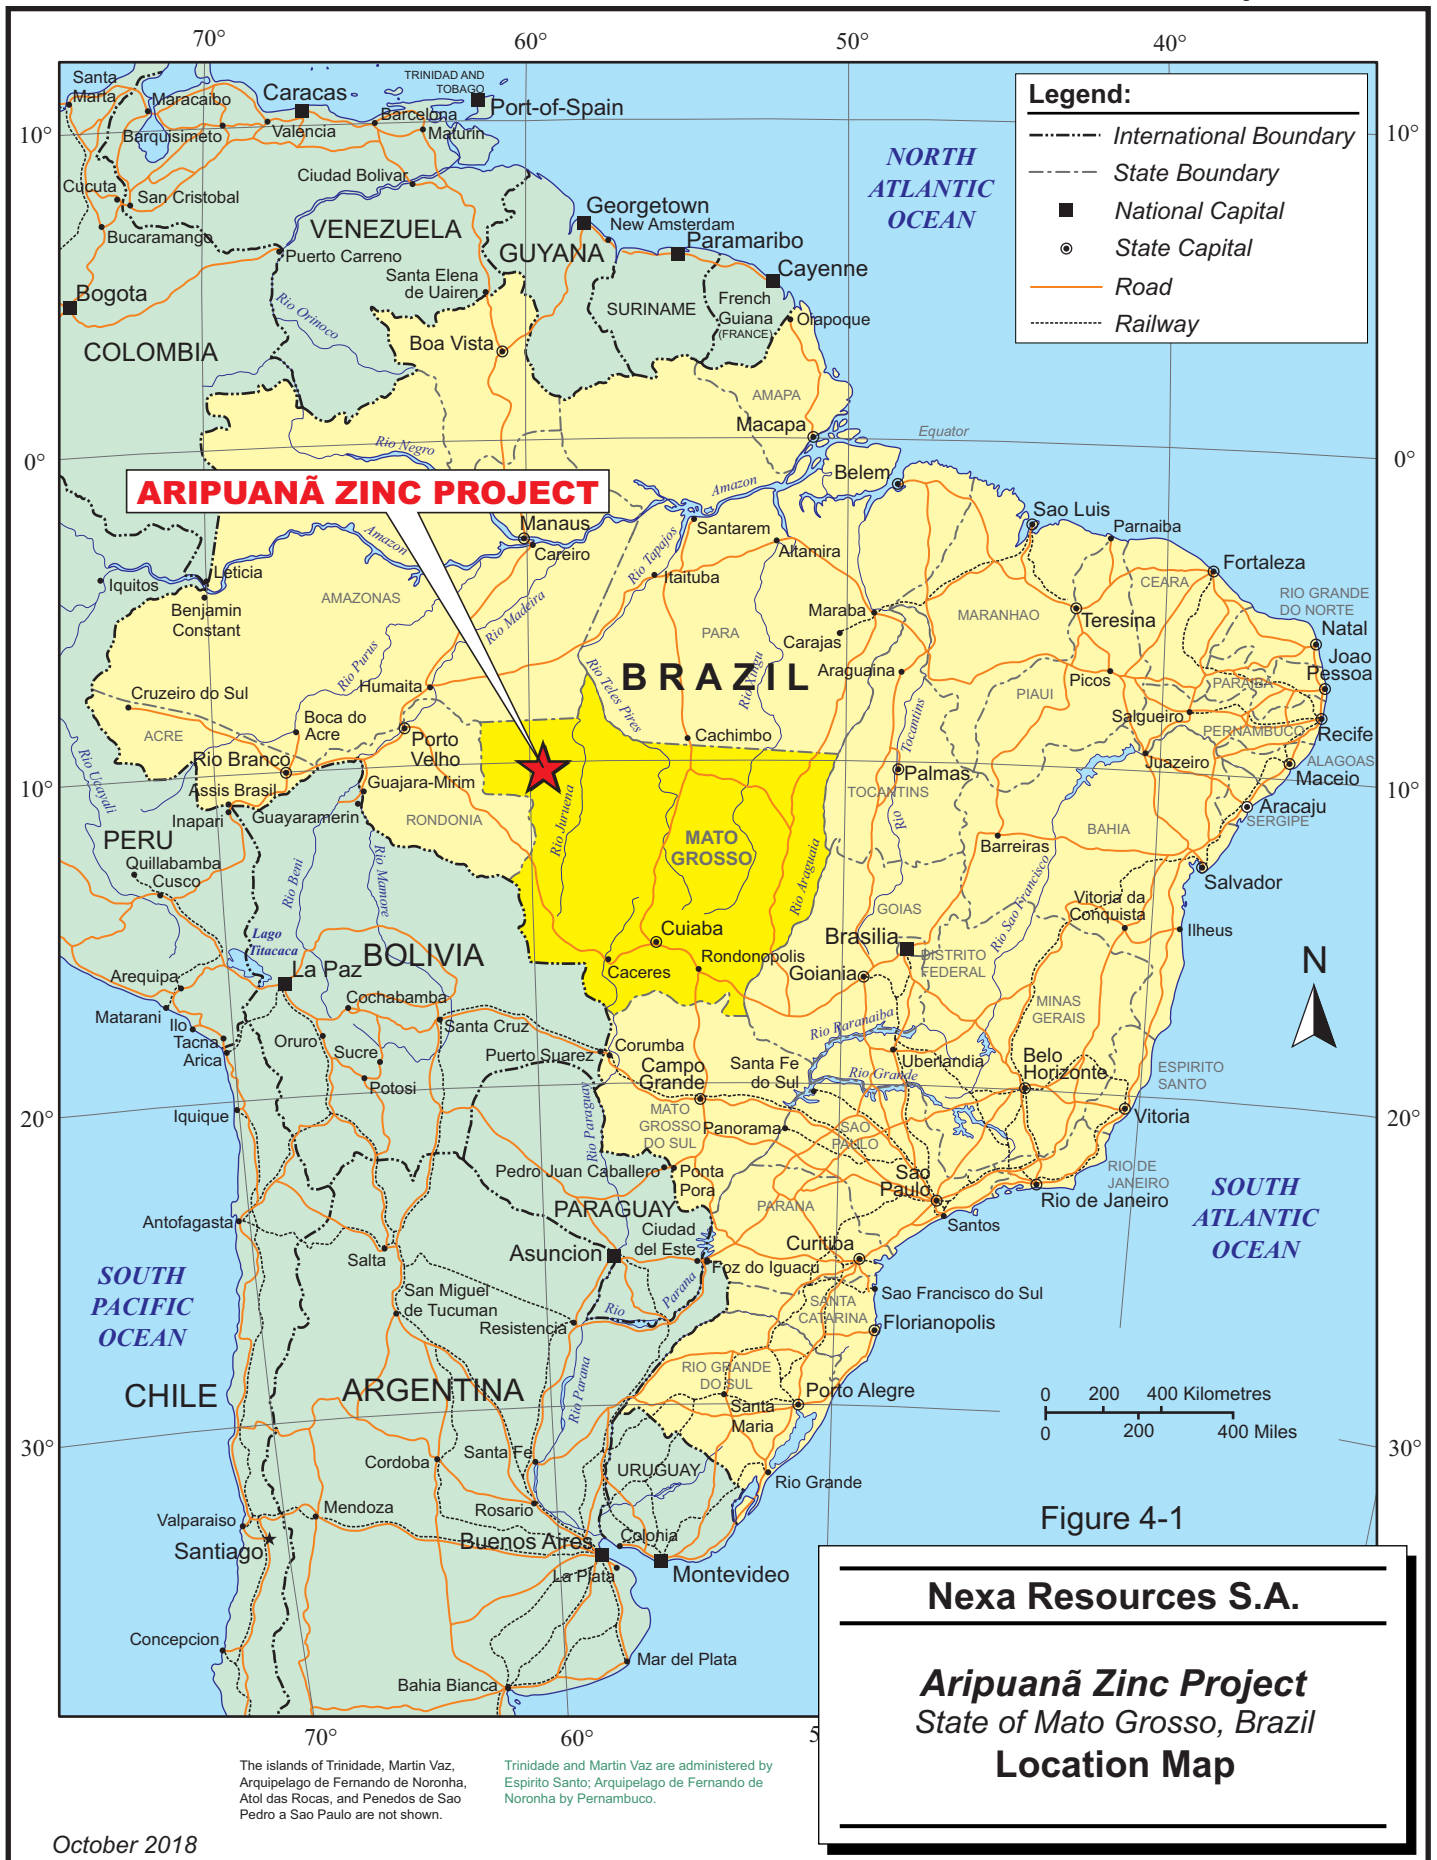 70°
60°
50°
40°
10°
0°
10°
20°
30°
10°
0°
10°
20°
30°
70°
60°
Legend:
International Boundary
State Boundary
National Capital
State Capital
Road
Railway
NORTH
ATLANTIC
OCEAN
TRINIDAD AND
TOBAGO
Port-of-Spain
Santa
Marta
Maracaibo
Caracas
Barcelona
Barquisimeto
Valencia
Maturin
Cucuta
San Cristobal
Ciudad Bolivar
Bucaramango
VENEZUELA
Puerto Carreno
Georgetown
New Amsterdam
GUYANA
Paramaribo
Cayenne
Santa Elena
de Uairen
Bogota
Rio Orinoco
SURINAME
French
Guiana
(FRANCE)
Oiapoque
COLOMBIA
Boa Vista
AMAPA
Macapa
Equator
Rio Negro
ARIPUANÃ ZINC PROJECT
Amazon
Belem
Manaus
Careiro
Santarem
Altamira
Sao Luis
Parnaiba
Fortaleza
Amazon
Rio Tapajos
Itaituba
Iquitos
Leticia
Benjamin
Constant
AMAZONAS
Rio Madeira
Maraba
Carajas
PARA
MARANHAO
Teresina
CEARA
RIO GRANDE
DO NORTE
Natal
Joao
Pessoa
Rio Purus
BRAZIL
Rio Teles Pires
Rio Xingu
Araguaina
Picos
PIAUI
PARAIBA
Cruzeiro do Sul
Humaita
Boca do
Acre
ACRE
Porto
Velho
Cachimbo
Rio
Tocantins
Salgueiro
PERNAMBUCO
Recife
Rio Ucayali
Rio Branco
Assis Brasil
Guajara-Mirim
Inapari
Guayaramerin
RONDONIA
Rio Juruena
Palmas
TOCANTINS
Juazeiro
ALAGOAS
Maceio
Aracaju
SERGIPE
PERU
Quillabamba
Cusco
Rio Beni
Rio Mamore
MATO
GROSSO
Rio Araguaia
Barreiras
BAHIA
Salvador
Rio Sao Francisco
Vitoria da
Conquista
Ilheus
GOIAS
Lago
Titacaca
La Paz
BOLIVIA
Cuiaba
Rondonopolis
Caceres
Brasilia
DISTRITO
FEDERAL
Goiania
N
Arequipa
Matarani
Ilo
Tacna
Arica
Cochabamba
Santa Cruz
Oruro
Sucre
Potosi
Puerto Suarez
Corumba
Campo
Grande
Santa Fe
do Sul
Rio Paranaiba
Uberlandia
MINAS
GERAIS
Belo
Horizonte
ESPIRITO
SANTO
Rio Grande
Vitoria
Iquique
Rio Paraguay
MATO
GROSSO
DO SUL
Panorama
SAO
PAULO
Pedro Juan Caballero
Ponta
Pora
Sao
Paulo
RIO DE
JANEIRO
Rio de Janeiro
Santos
SOUTH
ATLANTIC
OCEAN
PARANA
Antofagasta
PARAGUAY
Ciudad
del Este
Asuncion
Curitiba
Foz do Iguacu
Salta
SOUTH
PACIFIC
OCEAN
San Miguel
de Tucuman
Resistencia
Rio
Parana
SANTA
CATARINA
Sao Francisco do Sul
Florianopolis
Rio Parana
RIO GRANDE
DO SUL
Porto Alegre
Santa
Maria
CHILE
ARGENTINA
0 200 400 Kilometres
0 200 400 Miles
Cordoba
Santa Fe
URUGUAY
Rio Grande
Mendoza
Rosario
Valparaiso
Santiago
Buenos Aires
Colonia
La Plata
Montevideo
Concepcion
Mar del Plata
Bahia Bianca
Figure 4-1
Nexa Resources S.A.
Aripuanã Zinc Project
State of Mato Grosso, Brazil
Location Map
The islands of Trinidade, Martin Vaz,
Arquipelago de Fernando de Noronha,
Atol das Rocas, and Penedos de Sao
Pedro a Sao Paulo are not shown.
Trinidade and Martin Vaz are administered by
Espirito Santo; Arquipelago de Fernando de
Noronha by Pernambuco.
October 2018